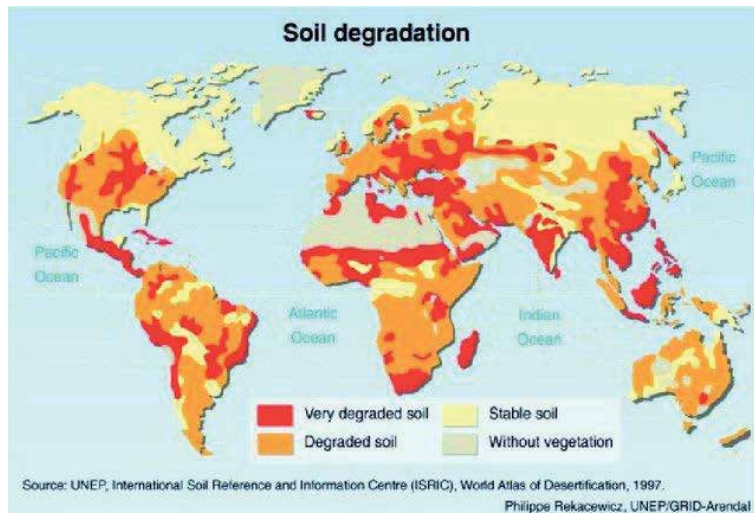 Soil degradation
Pacific
Ocean
Pacific
Ocean
Atlantic
Ocean
Indian
Ocean
Very degraded soil
Stable soil
Degraded soil
Without vegetation
Source: UNEP, International Soil Reference and Information Centre (ISRIC), World Atlas of Desertification, 1997.
Philippe Rekacewicz, UNEP/GRID-Arendal